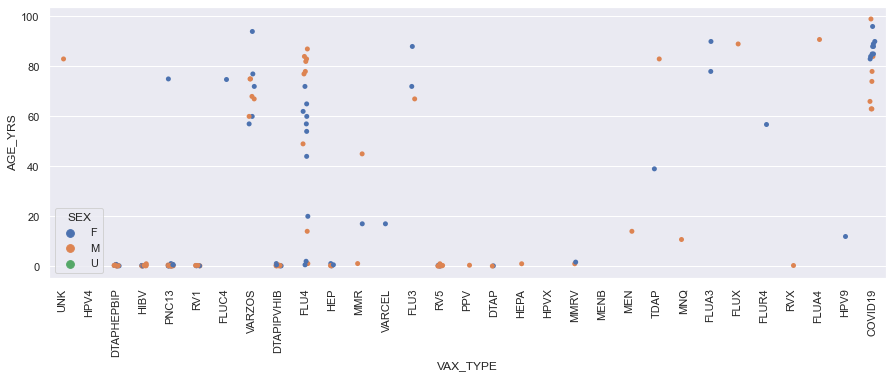 100
80
60
40
20
0
AGE_YRS
SEX
F
M
U
UNK
HPV4
DTAPHEPBIP
HIBV
PNC13
RV1
FLUC4
VARZOS
DTAPIPVHIB
FLU4
HEP
MMR
VARCEL
FLU3
RV5
PPV
DTAP
HEPA
HPVX
MMRV
MENB
MEN
TDAP
MNQ
FLUA3
FLUX
FLUR4
RVX
FLUA4
HPV9
COVID19
VAX_TYPE